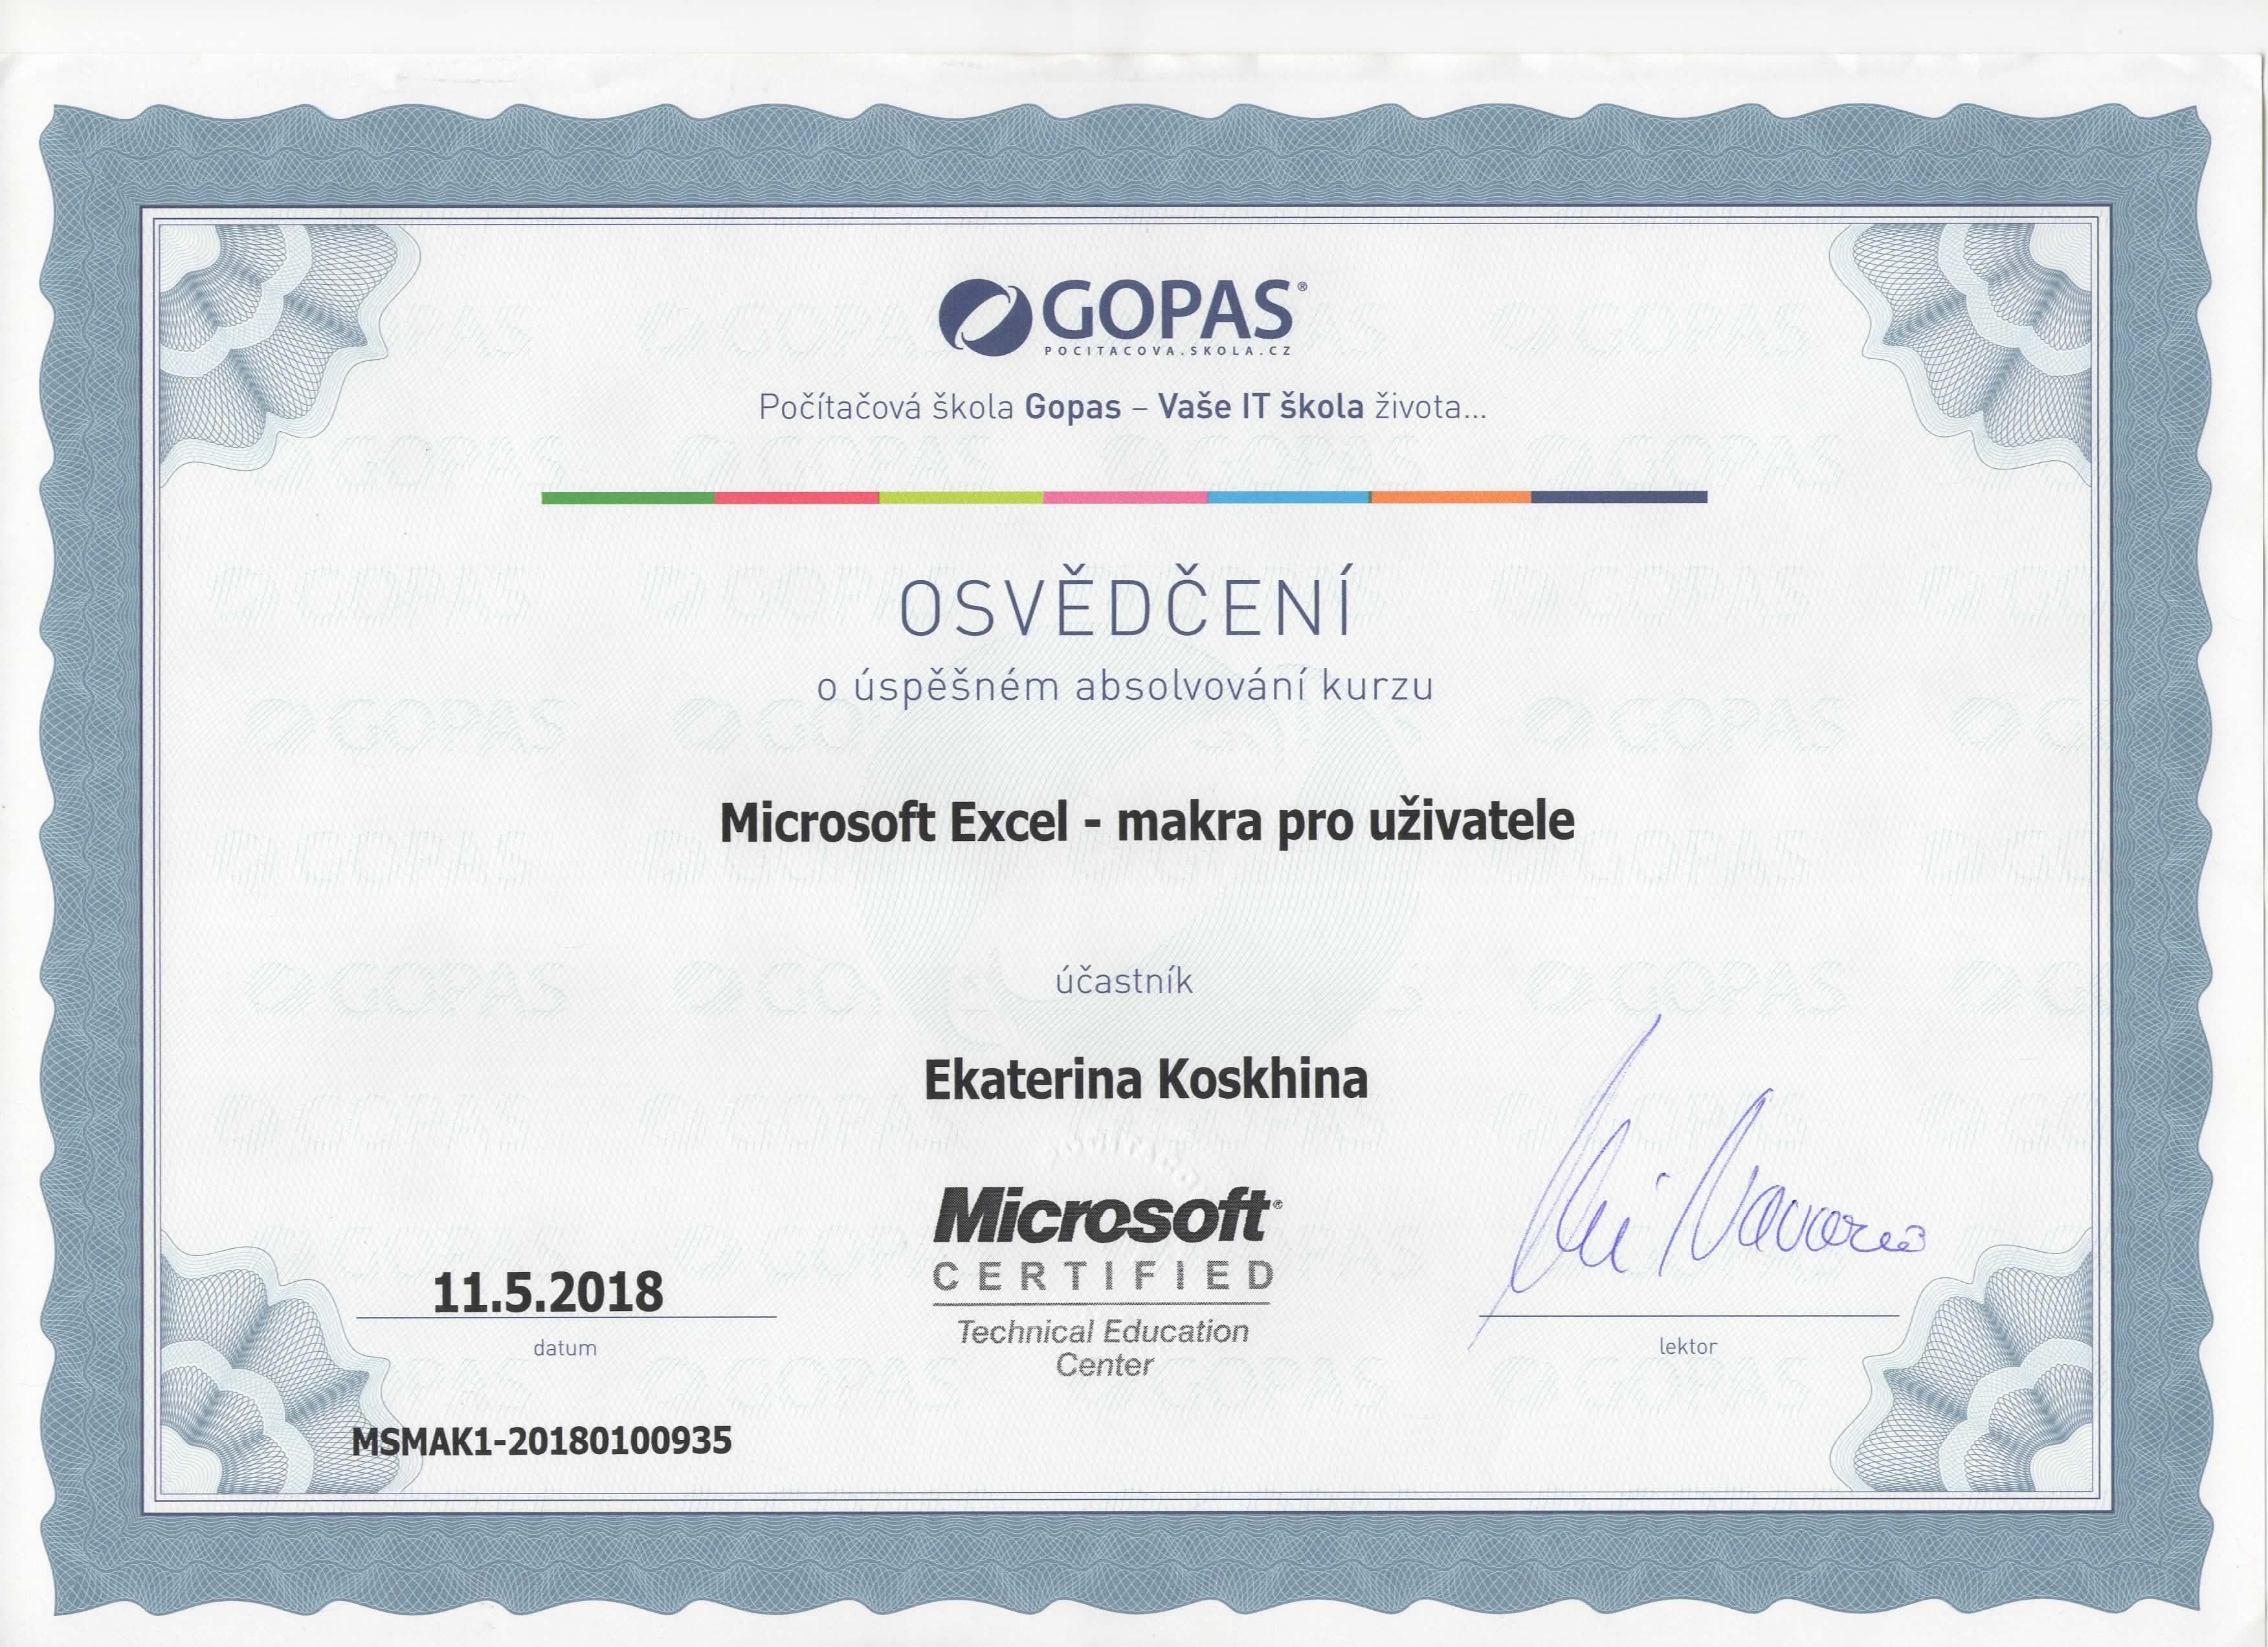 GOPAS®
POCITACOVA.SKOLA.CZ
Počítačová škola Gopas – Vaše IT škola života...
OSVĚDČENÍ
o úspěšném absolvování kurzu
Microsoft Excel - makra pro uživatele
účastník
Ekaterina Koskhina
Microsoft®
CERTIFIED
Technical Education
Center
11.5.2018
datum
lektor
MSMAK1-20180100935